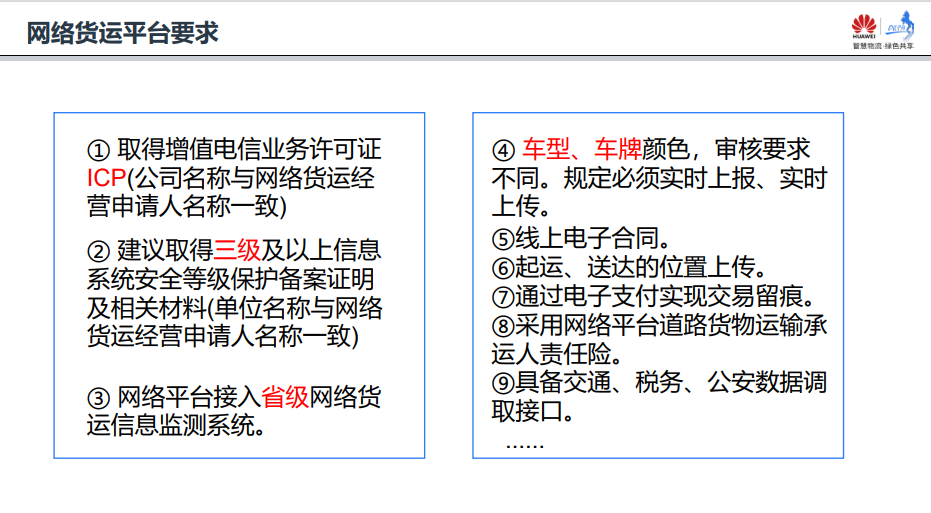 网络货运平台要求
HUAWEI
智慧物流·绿色共享
① 取得增值电信业务许可证
ICP(公司名称与网络货运经
营申请人名称一致)
② 建议取得三级及以上信息
系统安全等级保护备案证明
及相关材料(单位名称与网络
货运经营申请人名称一致)
③ 网络平台接入省级网络货
运信息监测系统。
④ 车型、车牌颜色，审核要求
不同。规定必须实时上报、实时
上传。
⑤线上电子合同。
⑥起运、送达的位置上传。
⑦通过电子支付实现交易留痕。
⑧采用网络平台道路货物运输承
运人责任险。
⑨具备交通、税务、公安数据调
取接口。
......